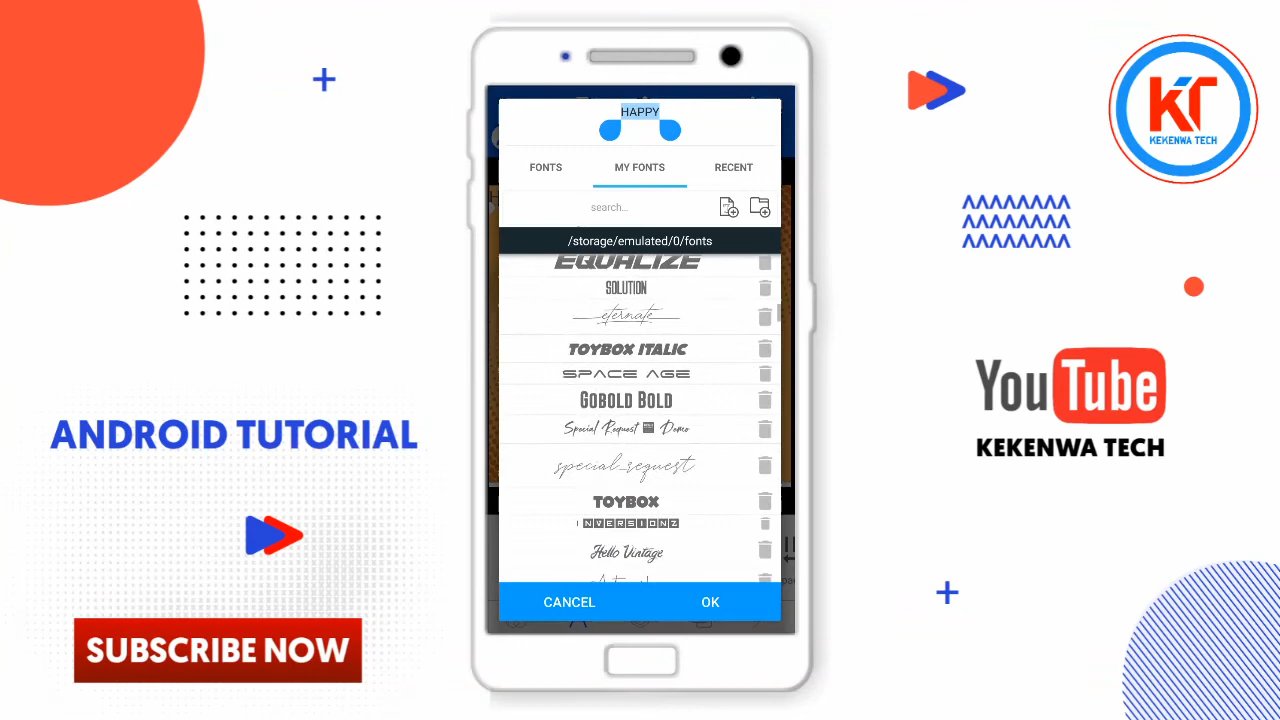 HAPPY
FONTS
MY FONTS
RECENT
search...
/storage/emulated/0/fonts
EQUALIZE
SOLUTION
eternate
TOYBOX ITALIC
SPACE AGE
GOBOLD BOLD
Special Request Demo
special_request
TOYBOX
INVERSIONZ
Hello Vintage
CANCEL
OK
ANDROID TUTORIAL
SUBSCRIBE NOW
KT
KEKENWA TECH
YouTube
KEKENWA TECH